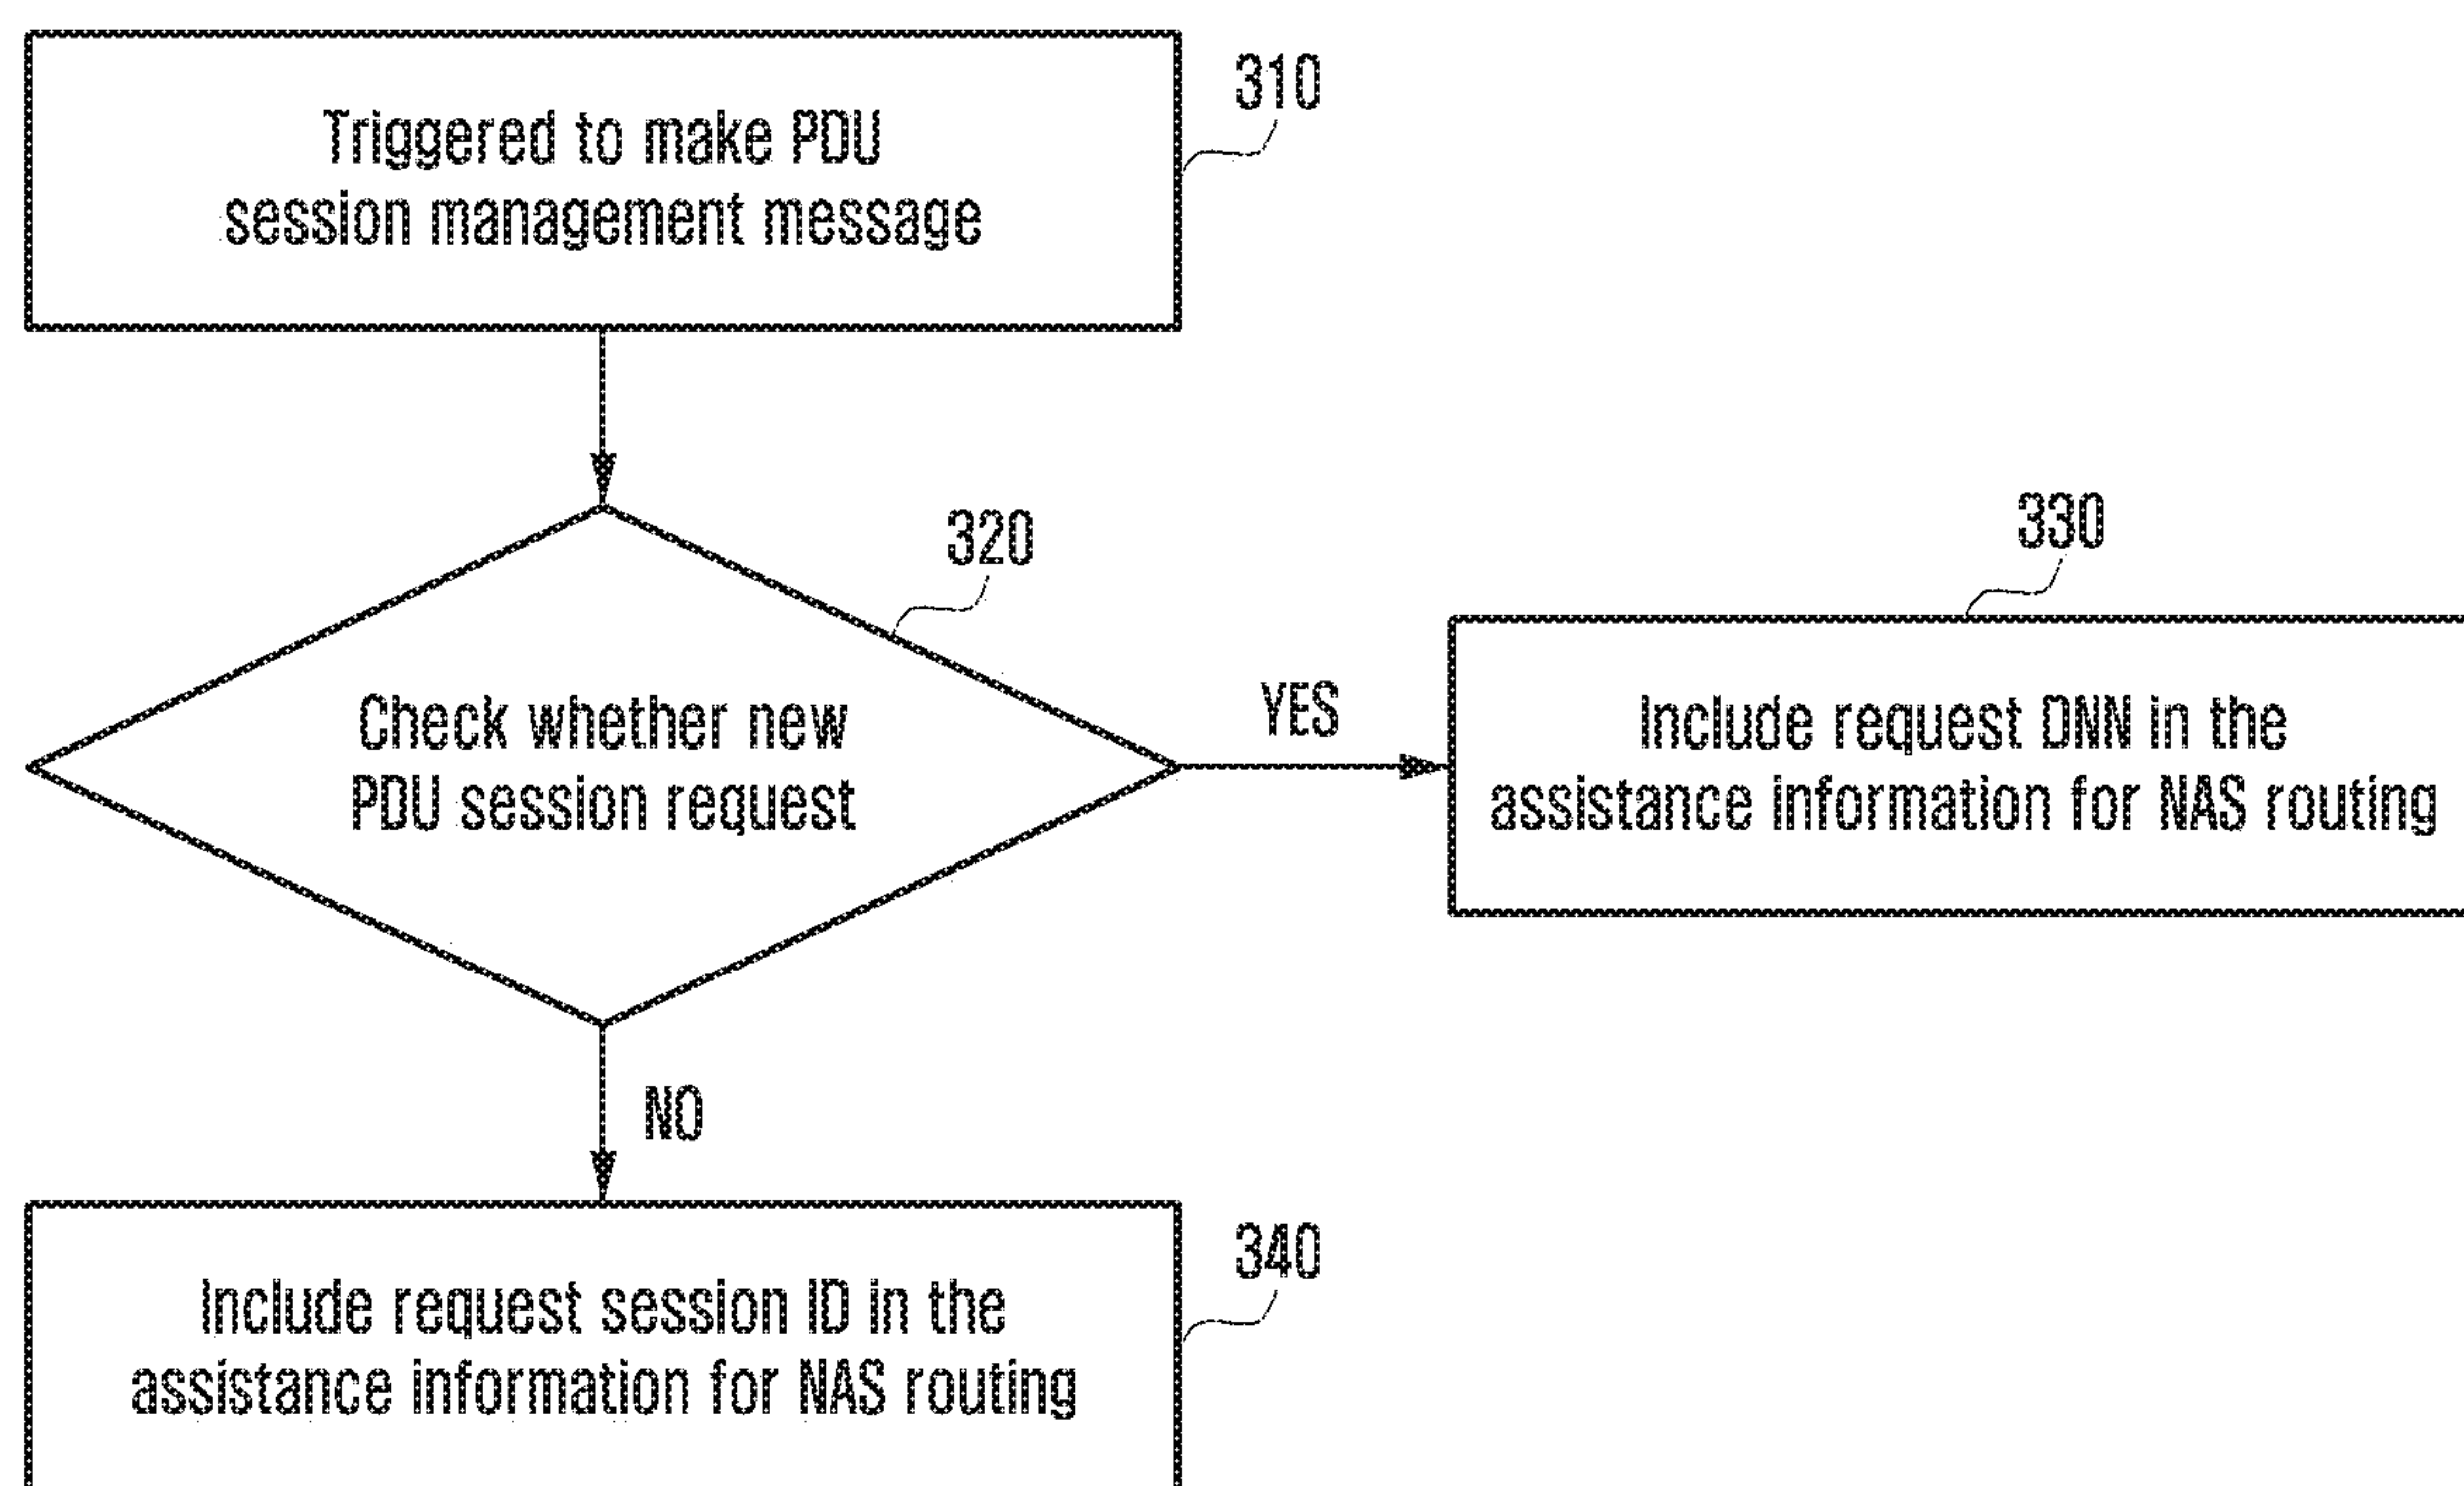 310
Triggered to make PDU
session management message
320
Check whether new
PDU session request
YES
330
Include request DNN in the
assistance information for NAS routing
NO
340
Include request session ID in the
assistance information for NAS routing